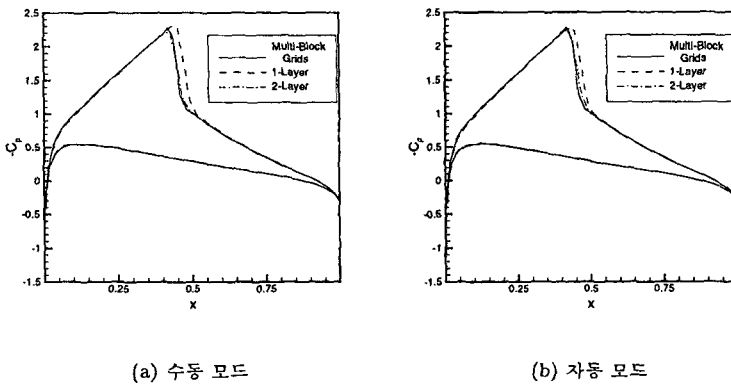 2.5
2
1.5
1
0.5
0
0.5
-1
-1.5
-Cp
0.25
0.5
0.75
1
X
Multi-Block
Grids
1-Layer
2-Layer
(a) 수동 모드
2.5
2
1.5
1
0.5
0
0.5
-1
-1.5
-Cp
0.25
0.5
0.75
X
Multi-Block
Grids
1-Layer
2-Layer
(b) 자동 모드